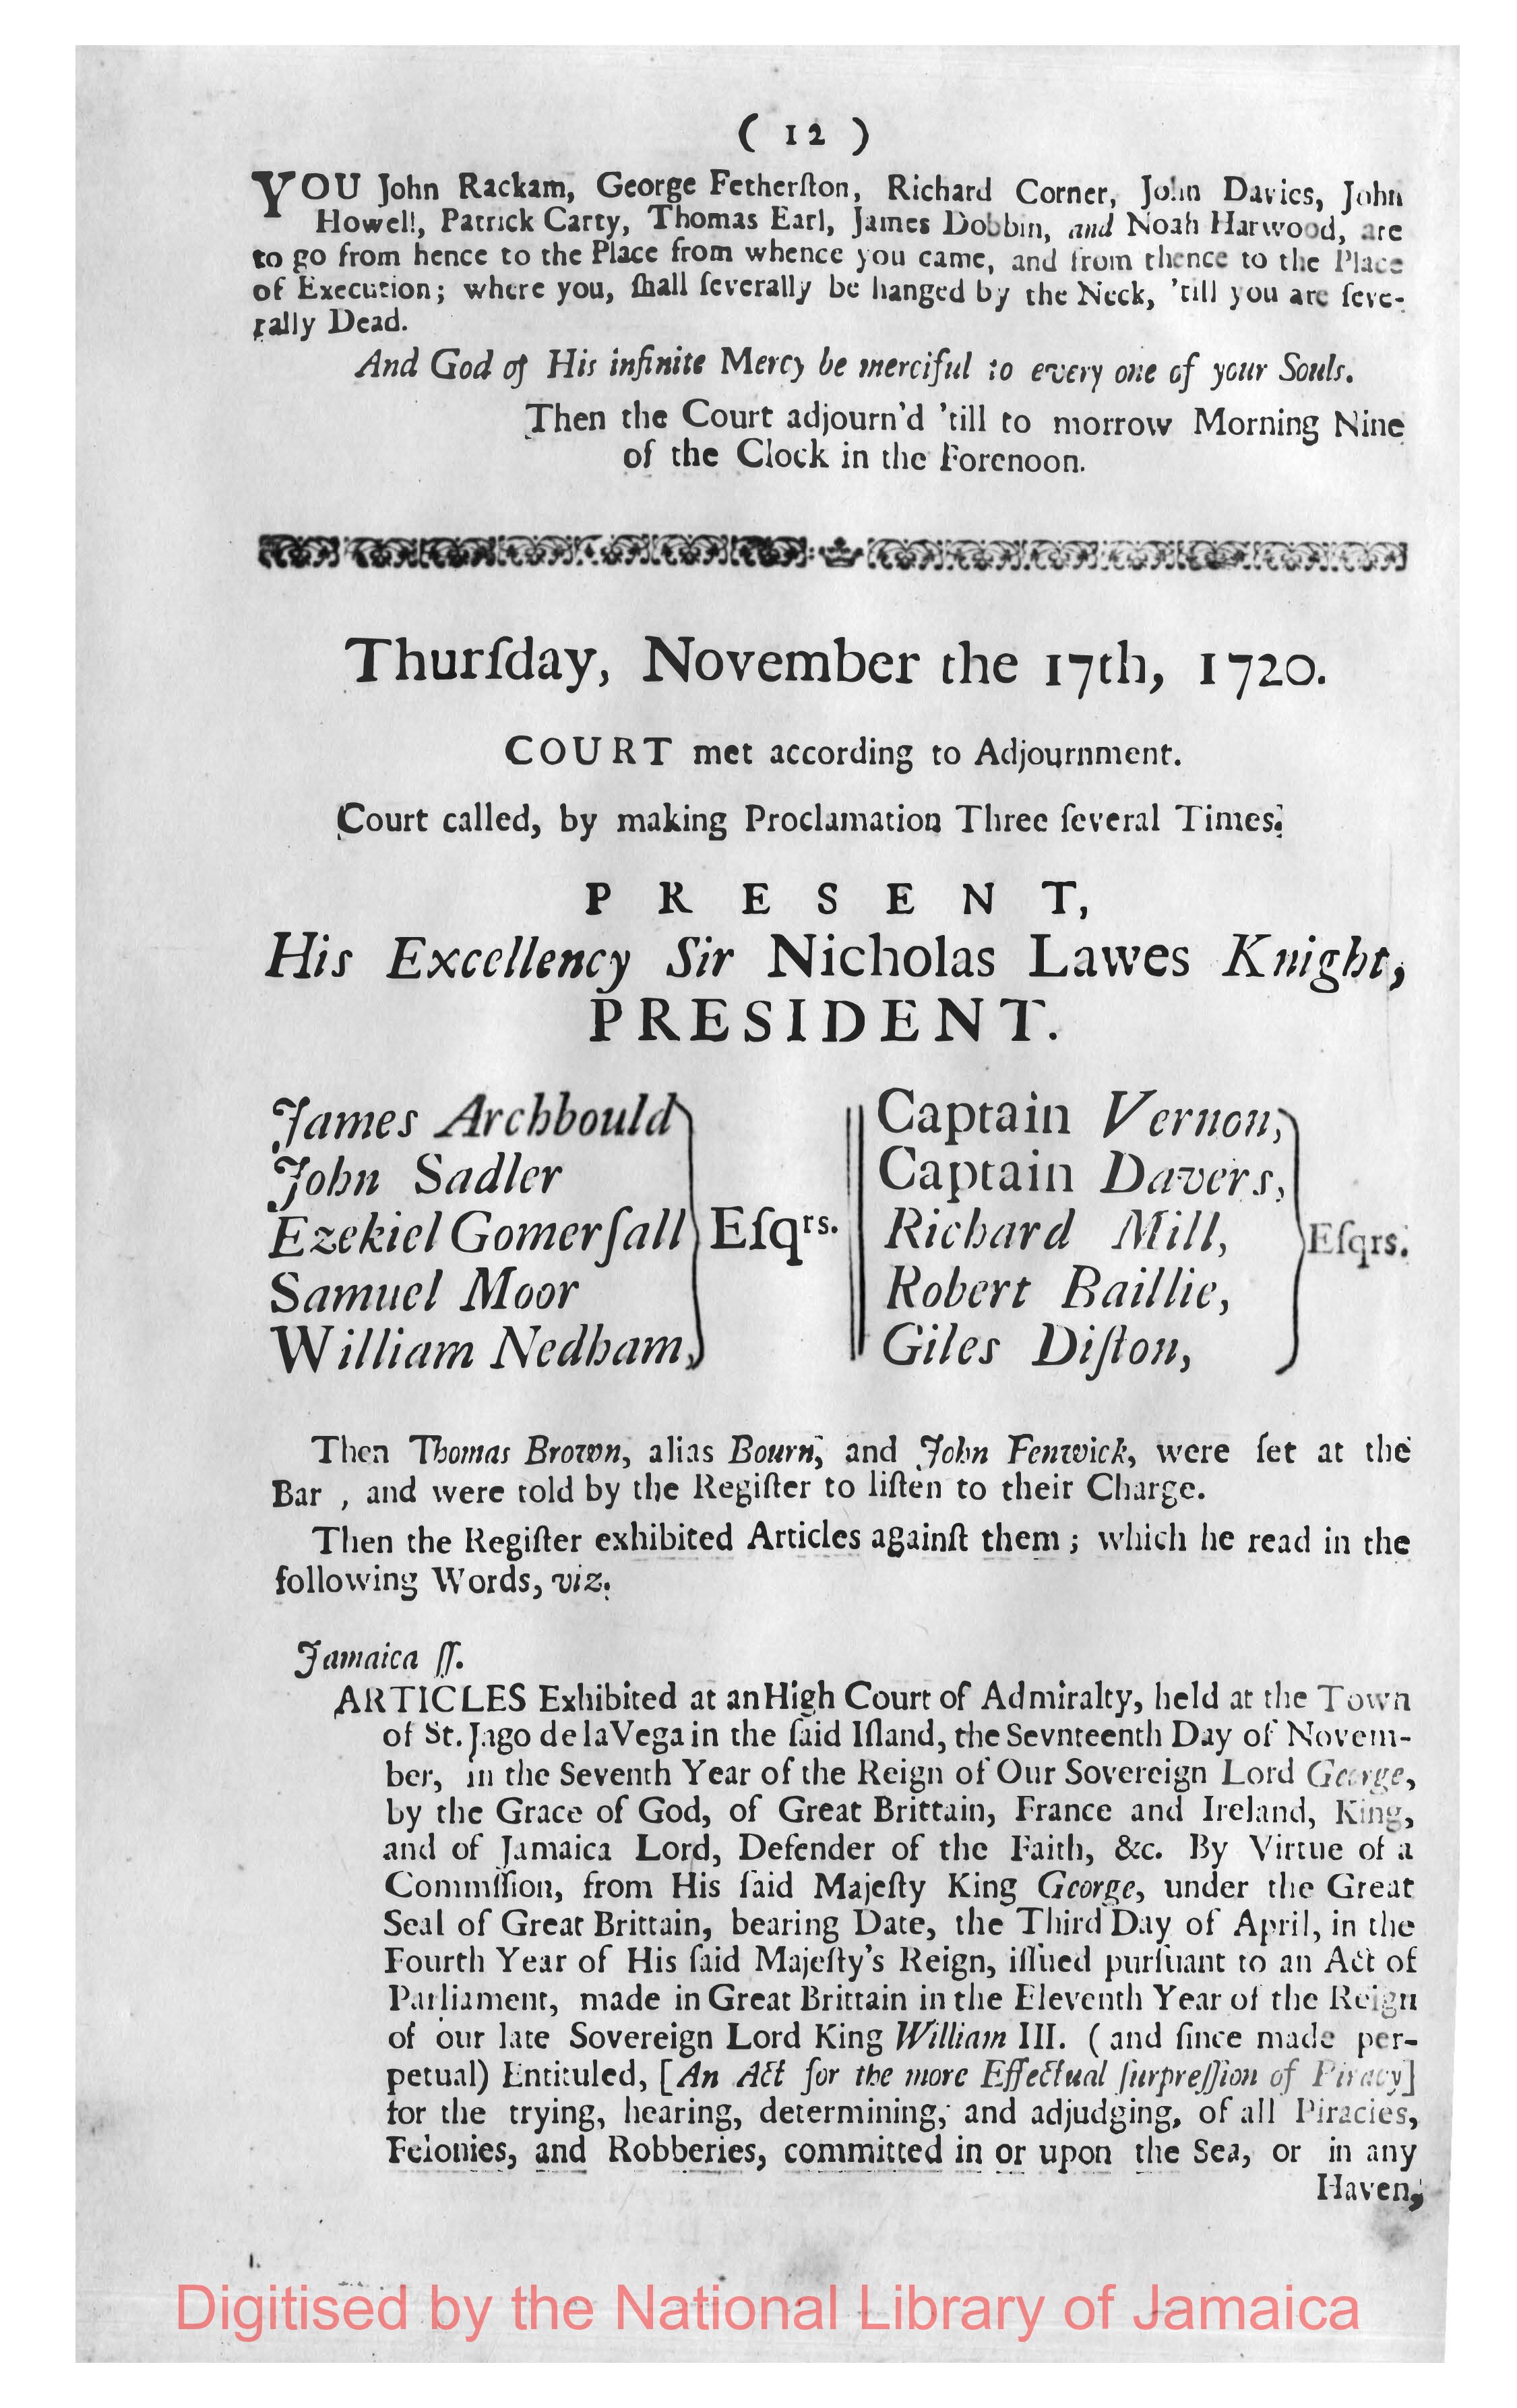 ( 12 )
YOU John Rackam, George Fetherſton, Richard Corner, John Davies, John
Howell, Patrick Carty, Thomas Earl, James Dobbin, and Noah Harwood, are
to go from hence to the Place from whence you came, and from thence to the Place
of Execution; where you, ſhall ſeverally be hanged by the Neck, 'till you are ſeve-
rally Dead.
And God of His infinite Mercy be merciful to every one of your Souls.
Then the Court adjourn'd 'till to morrow Morning Nine
of the Clock in the Forenoon.
Thurſday, November the 17th, 1720.
COURT met according to Adjournment.
Court called, by making Proclamation Three ſeveral Times.
PRESENT,
His Excellency Sir Nicholas Lawes Knight,
PRESIDENT.
James Archbould
John Sadler
Ezekiel Gomerſall
Samuel Moor
William Nedham,
Eſqrs.
Captain Vernon,
Captain Davers,
Richard Mill,
Robert Baillie,
Giles Diſton,
Eſqrs.
Then Thomas Brown, alias Bourn, and John Fenwick, were ſet at the
Bar , and were told by the Regiſter to liſten to their Charge.
Then the Regiſter exhibited Articles againſt them ; which he read in the
following Words, viz.
Jamaica ſſ.
ARTICLES Exhibited at an High Court of Admiralty, held at the Town
of St. Jago de la Vega in the ſaid Iſland, the Sevnteenth Day of Novem-
ber, in the Seventh Year of the Reign of Our Sovereign Lord George,
by the Grace of God, of Great Brittain, France and Ireland, King,
and of Jamaica Lord, Defender of the Faith, &c. By Virtue of a
Commſſion, from His ſaid Majeſty King George, under the Great
Seal of Great Brittain, bearing Date, the Third Day of April, in the
Fourth Year of His ſaid Majeſty's Reign, iſſued purſuant to an Act of
Parliament, made in Great Brittain in the Eleventh Year of the Reign
of our late Sovereign Lord King William III. ( and ſince made per-
petual) Entituled, [An Act for the more Effectual ſurpreſſion of Piracy]
for the trying, hearing, determining, and adjudging, of all Piracies,
Felonies, and Robberies, committed in or upon the Sea, or in any
Haven,
Digitised by the National Library of Jamaica